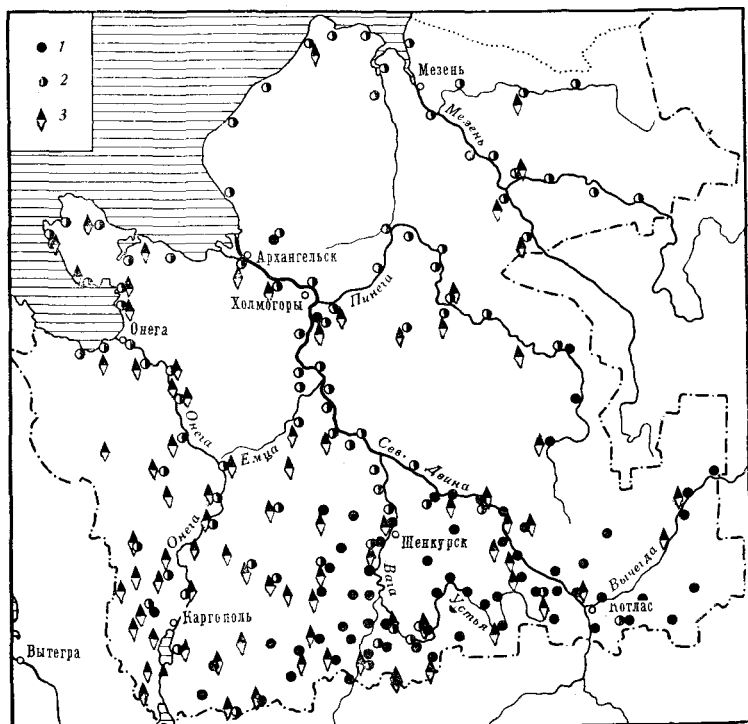 1
2
3
Мезень
Мезень
Архангельск
Холмогоры
Пинега
Онега
Онега
Емца
Сев. Двина
Онега
Шенкурск
Вага
Устья
Вычегда
Котлас
Каргополь
Вытегра